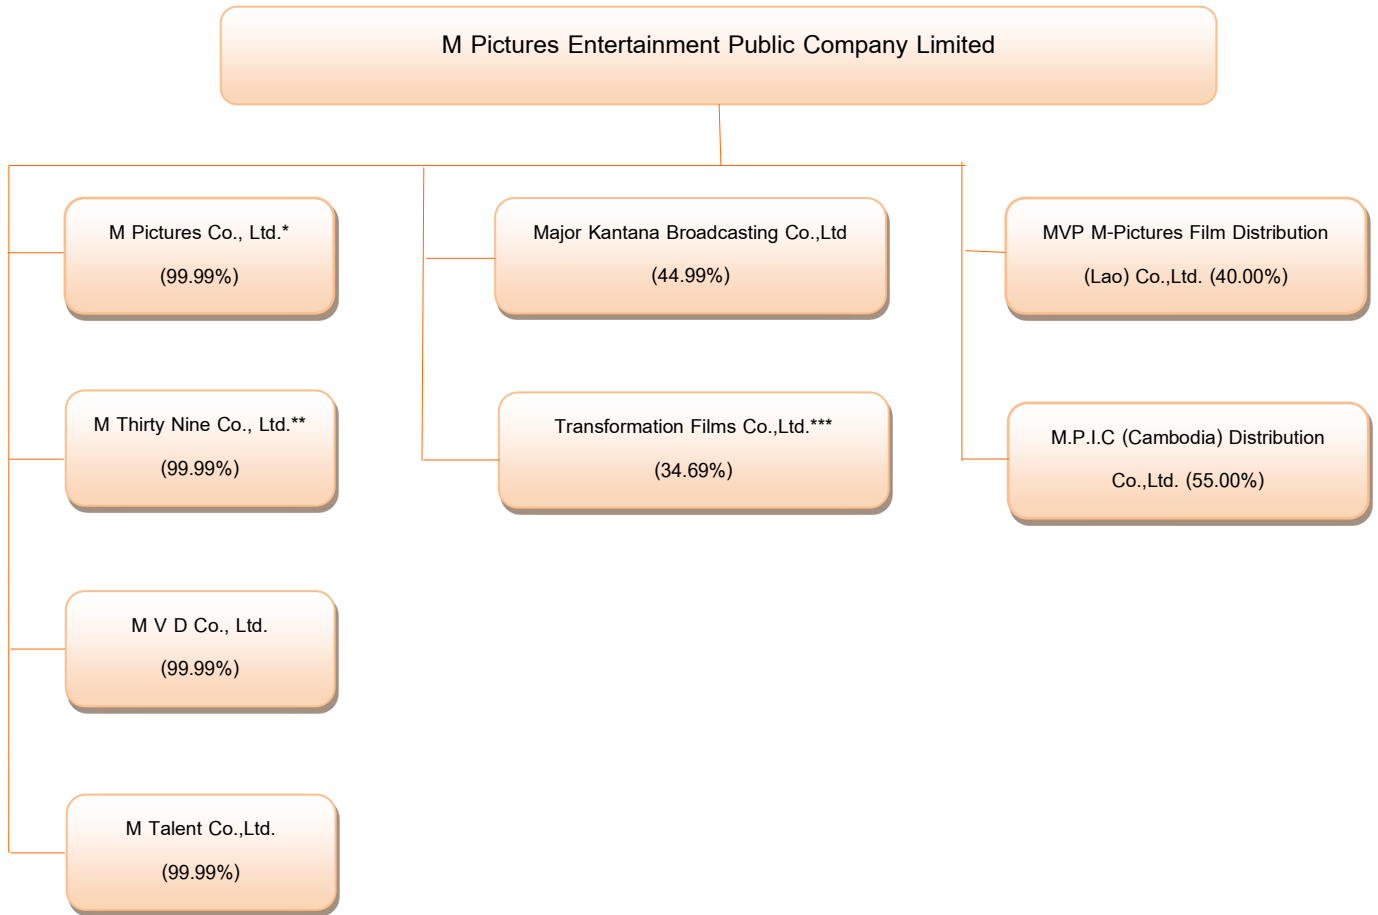 M Pictures Entertainment Public Company Limited
M Pictures Co., Ltd.*
(99.99%)
M Thirty Nine Co., Ltd.**
(99.99%)
M V D Co., Ltd.
(99.99%)
M Talent Co.,Ltd.
(99.99%)
Major Kantana Broadcasting Co.,Ltd
(44.99%)
Transformation Films Co.,Ltd.***
(34.69%)
MVP M-Pictures Film Distribution
(Lao) Co.,Ltd. (40.00%)
M.P.I.C (Cambodia) Distribution
Co.,Ltd. (55.00%)